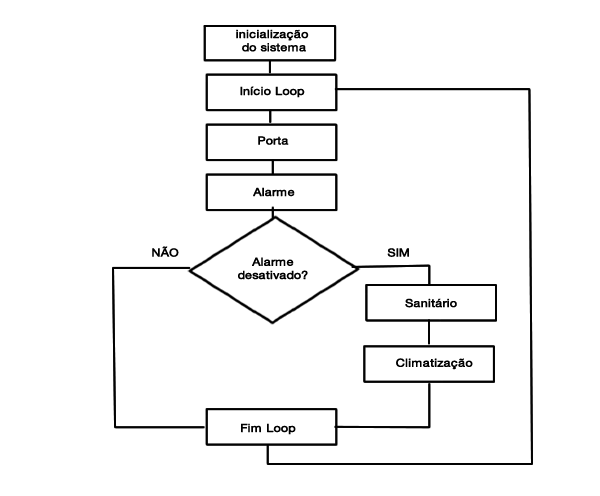 inicialização
do sistema
Início Loop
Porta
Alarme
Alarme
desativado?
NÃO
SIM
Sanitário
Climatização
Fim Loop